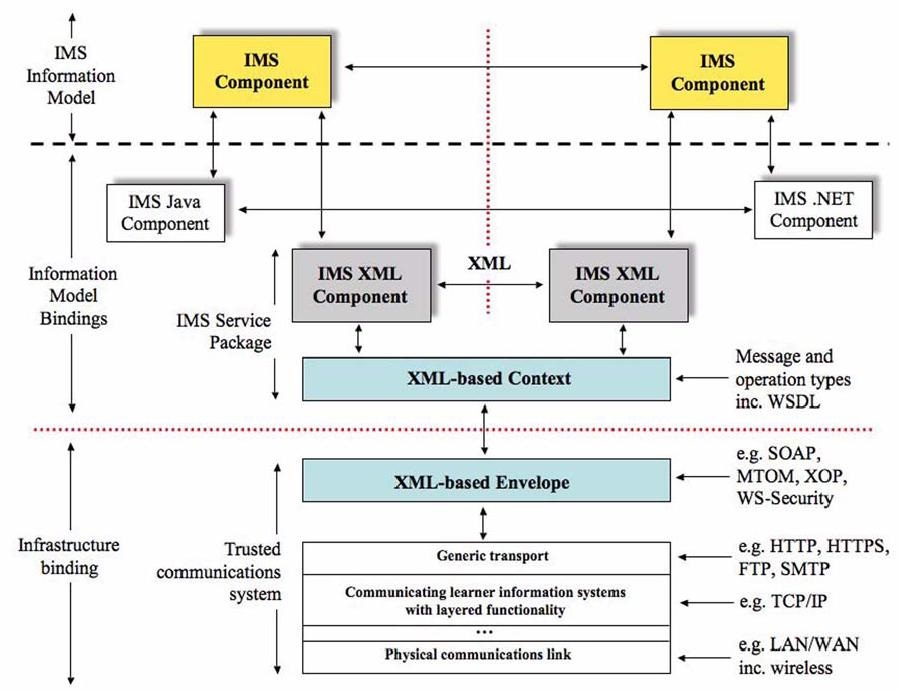 IMS
Information
Model
IMS
Component
IMS
Component
IMS Java
Component
IMS .NET
Component
Information
Model
Bindings
IMS Service
Package
IMS XML
Component
XML
IMS XML
Component
XML-based Context
Message and
operation types
inc. WSDL
Infrastructure
binding
Trusted
communications
system
XML-based Envelope
e.g. SOAP,
MTOM, XOP,
WS-Security
Generic transport
e.g. HTTP, HTTPS,
FTP, SMTP
Communicating learner information systems
with layered functionality
e.g. TCP/IP
...
Physical communications link
e.g. LAN/WAN
inc. wireless